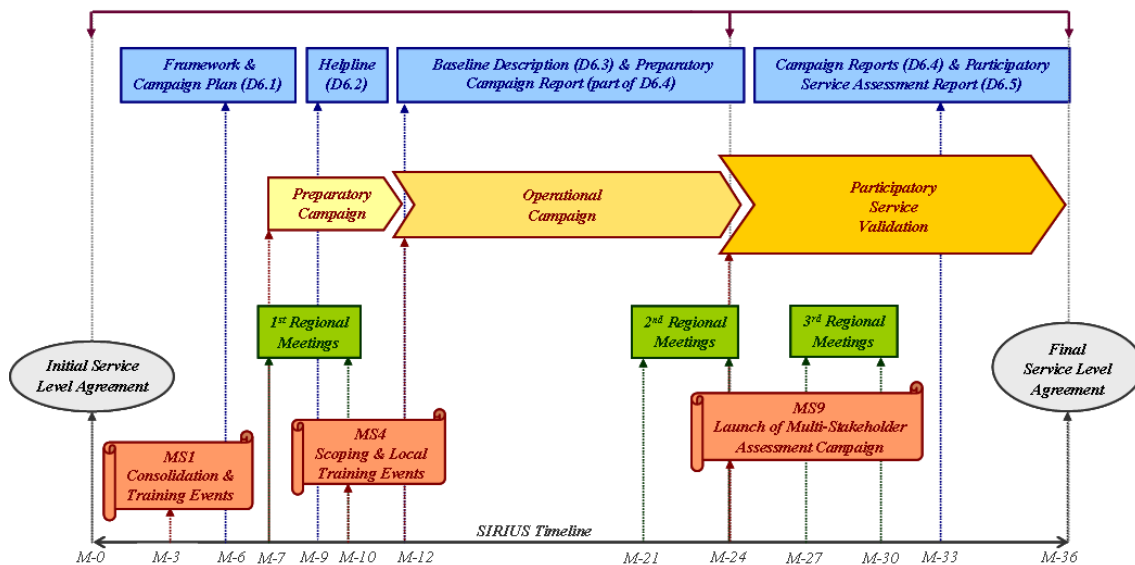 Framework &
Campaign Plan (D6.1)
Helpline
(D6.2)
Baseline Description (D6.3) & Preparatory
Campaign Report (part of D6.4)
Campaign Reports (D6.4) & Participatory
Service Assessment Report (D6.5)
Preparatory
Campaign
Operational
Campaign
Participatory
Service
Validation
1st Regional
Meetings
2nd Regional
Meetings
3rd Regional
Meetings
Initial Service
Level Agreement
Final
Service Level
Agreement
MS1
Consolidation &
Training Events
MS4
Scoping & Local
Training Events
MS9
Launch of Multi-Stakeholder
Assessment Campaign
SIRIUS Timeline
M-0 M-3 M-6 M-7 M-9 M-10 M-12 M-21 M-24 M-27 M-30 M-33 M-36